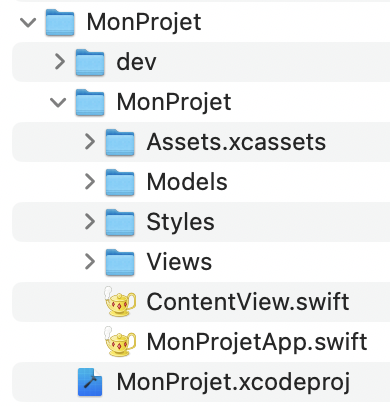 MonProjet
dev
MonProjet
Assets.xcassets
Models
Styles
Views
ContentView.swift
MonProjetApp.swift
MonProjet.xcodeproj